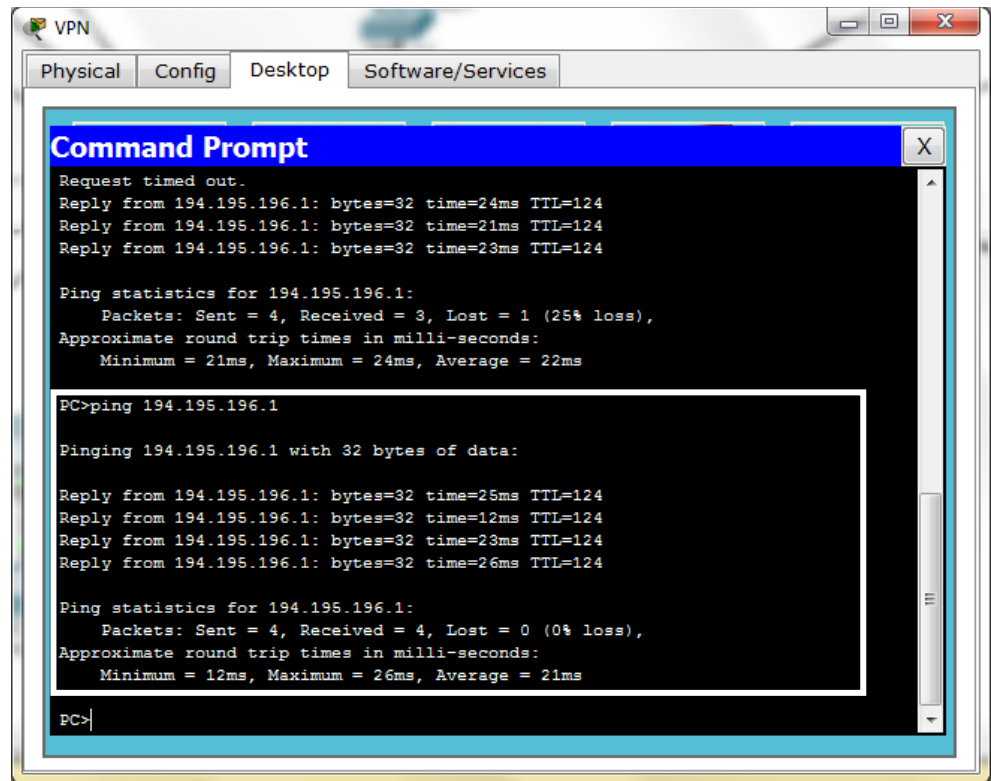 VPN
Physical Config Desktop Software/Services
Command Prompt X
Request timed out.
Reply from 194.195.196.1: bytes=32 time=24ms TTL=124
Reply from 194.195.196.1: bytes=32 time=21ms TTL=124
Reply from 194.195.196.1: bytes=32 time=23ms TTL=124
Ping statistics for 194.195.196.1:
Packets: Sent = 4, Received = 3, Lost = 1 (25% loss),
Approximate round trip times in milli-seconds:
Minimum = 21ms, Maximum = 24ms, Average = 22ms
PC>ping 194.195.196.1
Pinging 194.195.196.1 with 32 bytes of data:
Reply from 194.195.196.1: bytes=32 time=25ms TTL=124
Reply from 194.195.196.1: bytes=32 time=12ms TTL=124
Reply from 194.195.196.1: bytes=32 time=23ms TTL=124
Reply from 194.195.196.1: bytes=32 time=26ms TTL=124
Ping statistics for 194.195.196.1:
Packets: Sent = 4, Received = 4, Lost = 0 (0% loss),
Approximate round trip times in milli-seconds:
Minimum = 12ms, Maximum = 26ms, Average = 21ms
PC>